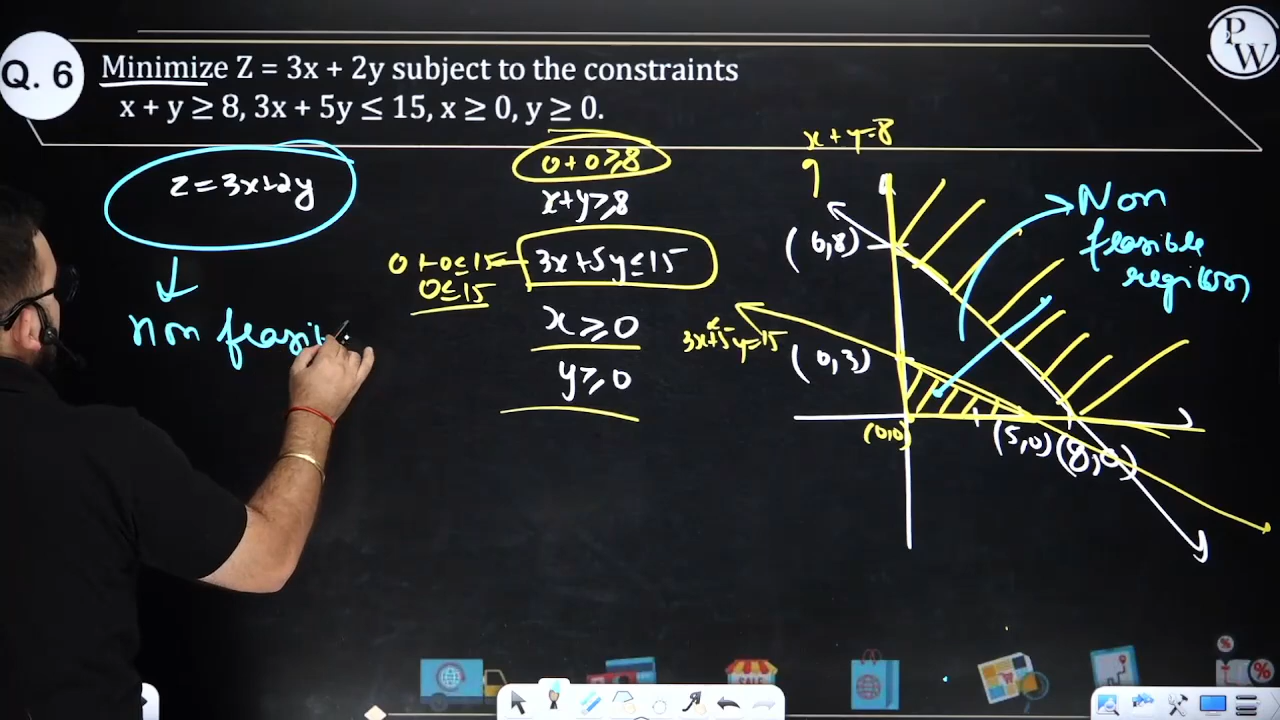 Q. 6
Minimize Z = 3x + 2y subject to the constraints
x + y ≥ 8, 3x + 5y ≤ 15, x ≥ 0, y ≥ 0.
P
W
z = 3x+2y
non feasib
0+0≥8
x+y≥8
3x+5y≤15
0+0≤15
0≤15
x≥0
y≥0
x+y=8
(0,8)
3x+5y=15
(0,3)
(0,0)
(5,0)
(8,0)
Non
feasible
region
SALE
%
%